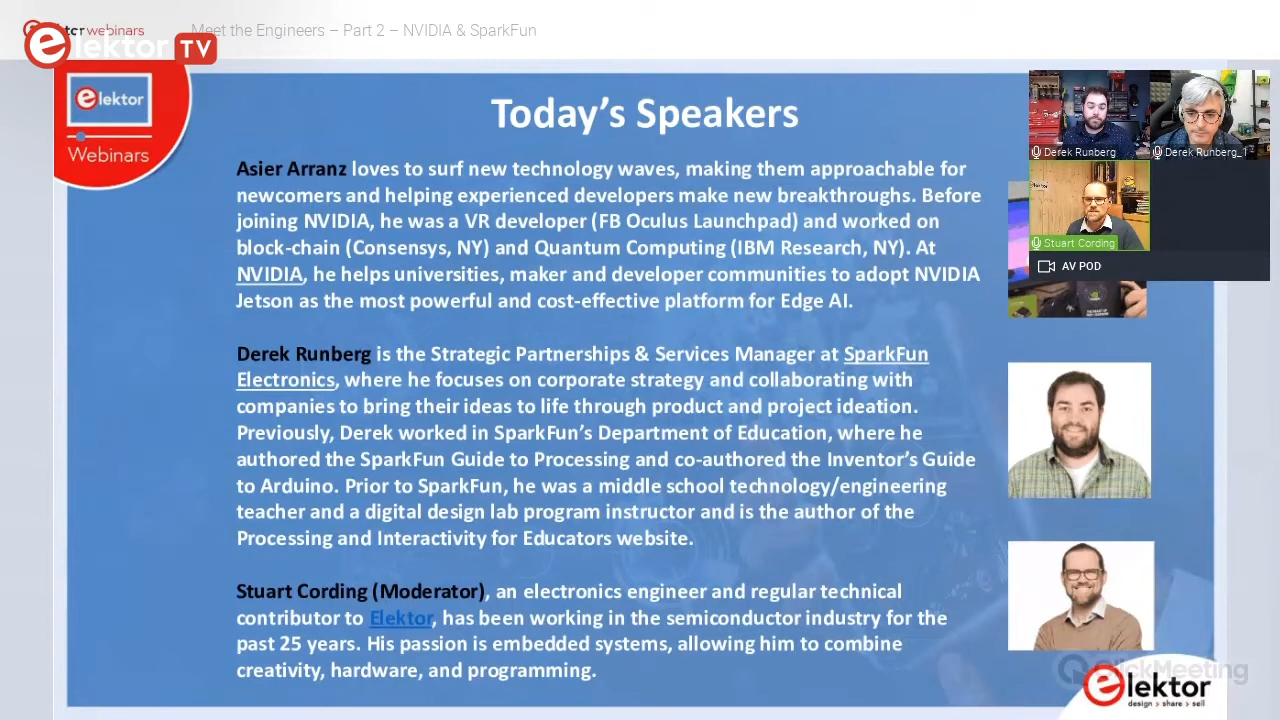 elektor webinars
Meet the Engineers – Part 2 – NVIDIA & SparkFun
elektor TV
elektor
Webinars
Today's Speakers
Asier Arranz loves to surf new technology waves, making them approachable for
newcomers and helping experienced developers make new breakthroughs. Before
joining NVIDIA, he was a VR developer (FB Oculus Launchpad) and worked on
block-chain (Consensys, NY) and Quantum Computing (IBM Research, NY). At
NVIDIA, he helps universities, maker and developer communities to adopt NVIDIA
Jetson as the most powerful and cost-effective platform for Edge AI.
Derek Runberg is the Strategic Partnerships & Services Manager at SparkFun
Electronics, where he focuses on corporate strategy and collaborating with
companies to bring their ideas to life through product and project ideation.
Previously, Derek worked in SparkFun's Department of Education, where he
authored the SparkFun Guide to Processing and co-authored the Inventor's Guide
to Arduino. Prior to SparkFun, he was a middle school technology/engineering
teacher and a digital design lab program instructor and is the author of the
Processing and Interactivity for Educators website.
Stuart Cording (Moderator), an electronics engineer and regular technical
contributor to Elektor, has been working in the semiconductor industry for the
past 25 years. His passion is embedded systems, allowing him to combine
creativity, hardware, and programming.
Derek Runberg
Derek Runberg_1
Stuart Cording
AV POD
ClickMeeting
elektor
design > share > sell